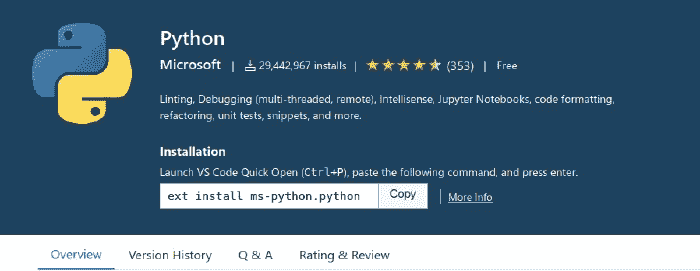 Python
Microsoft | 29,442,967 installs | (353) | Free
Linting, Debugging (multi-threaded, remote), Intellisense, Jupyter Notebooks, code formatting,
refactoring, unit tests, snippets, and more.
Installation
Launch VS Code Quick Open (Ctrl+P), paste the following command, and press enter.
ext install ms-python.python Copy | More Info
Overview Version History Q & A Rating & Review